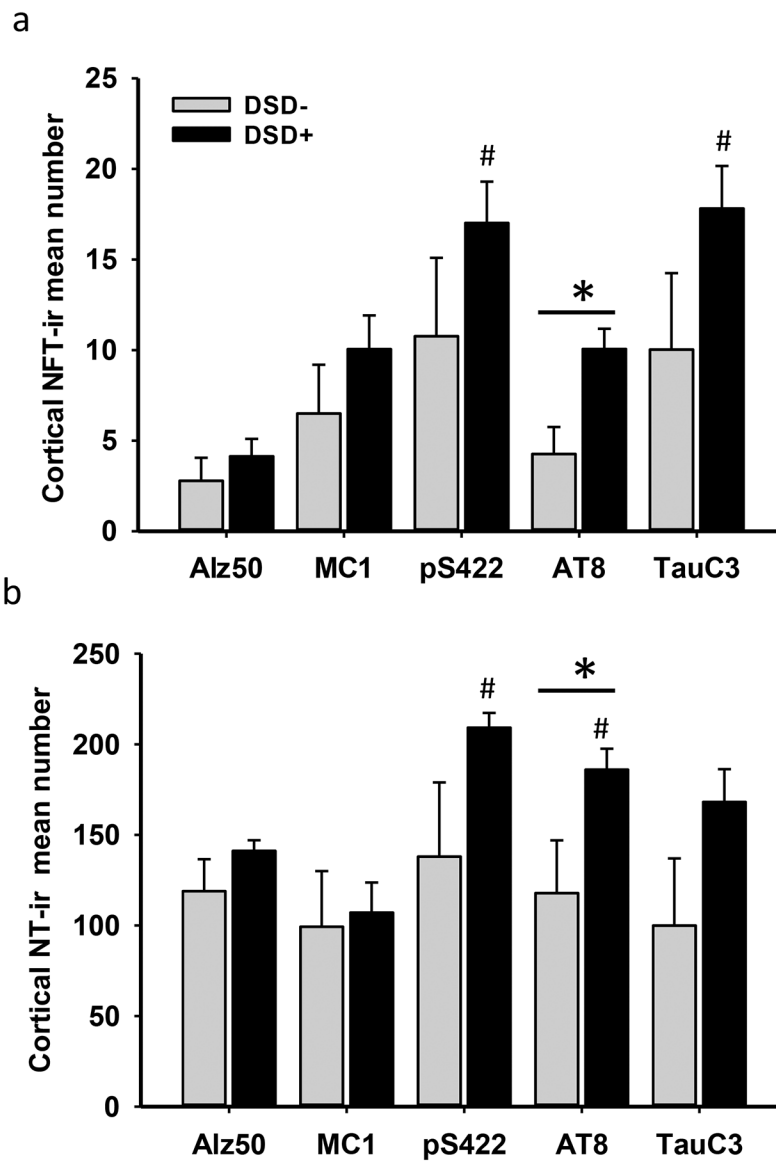 a
Cortical NFT-ir mean number
25
20
15
10
5
0
DSD-
DSD+
#
*
#
Alz50 MC1 pS422 AT8 TauC3
b
Cortical NT-ir mean number
250
200
150
100
50
0
#
*
#
Alz50 MC1 pS422 AT8 TauC3